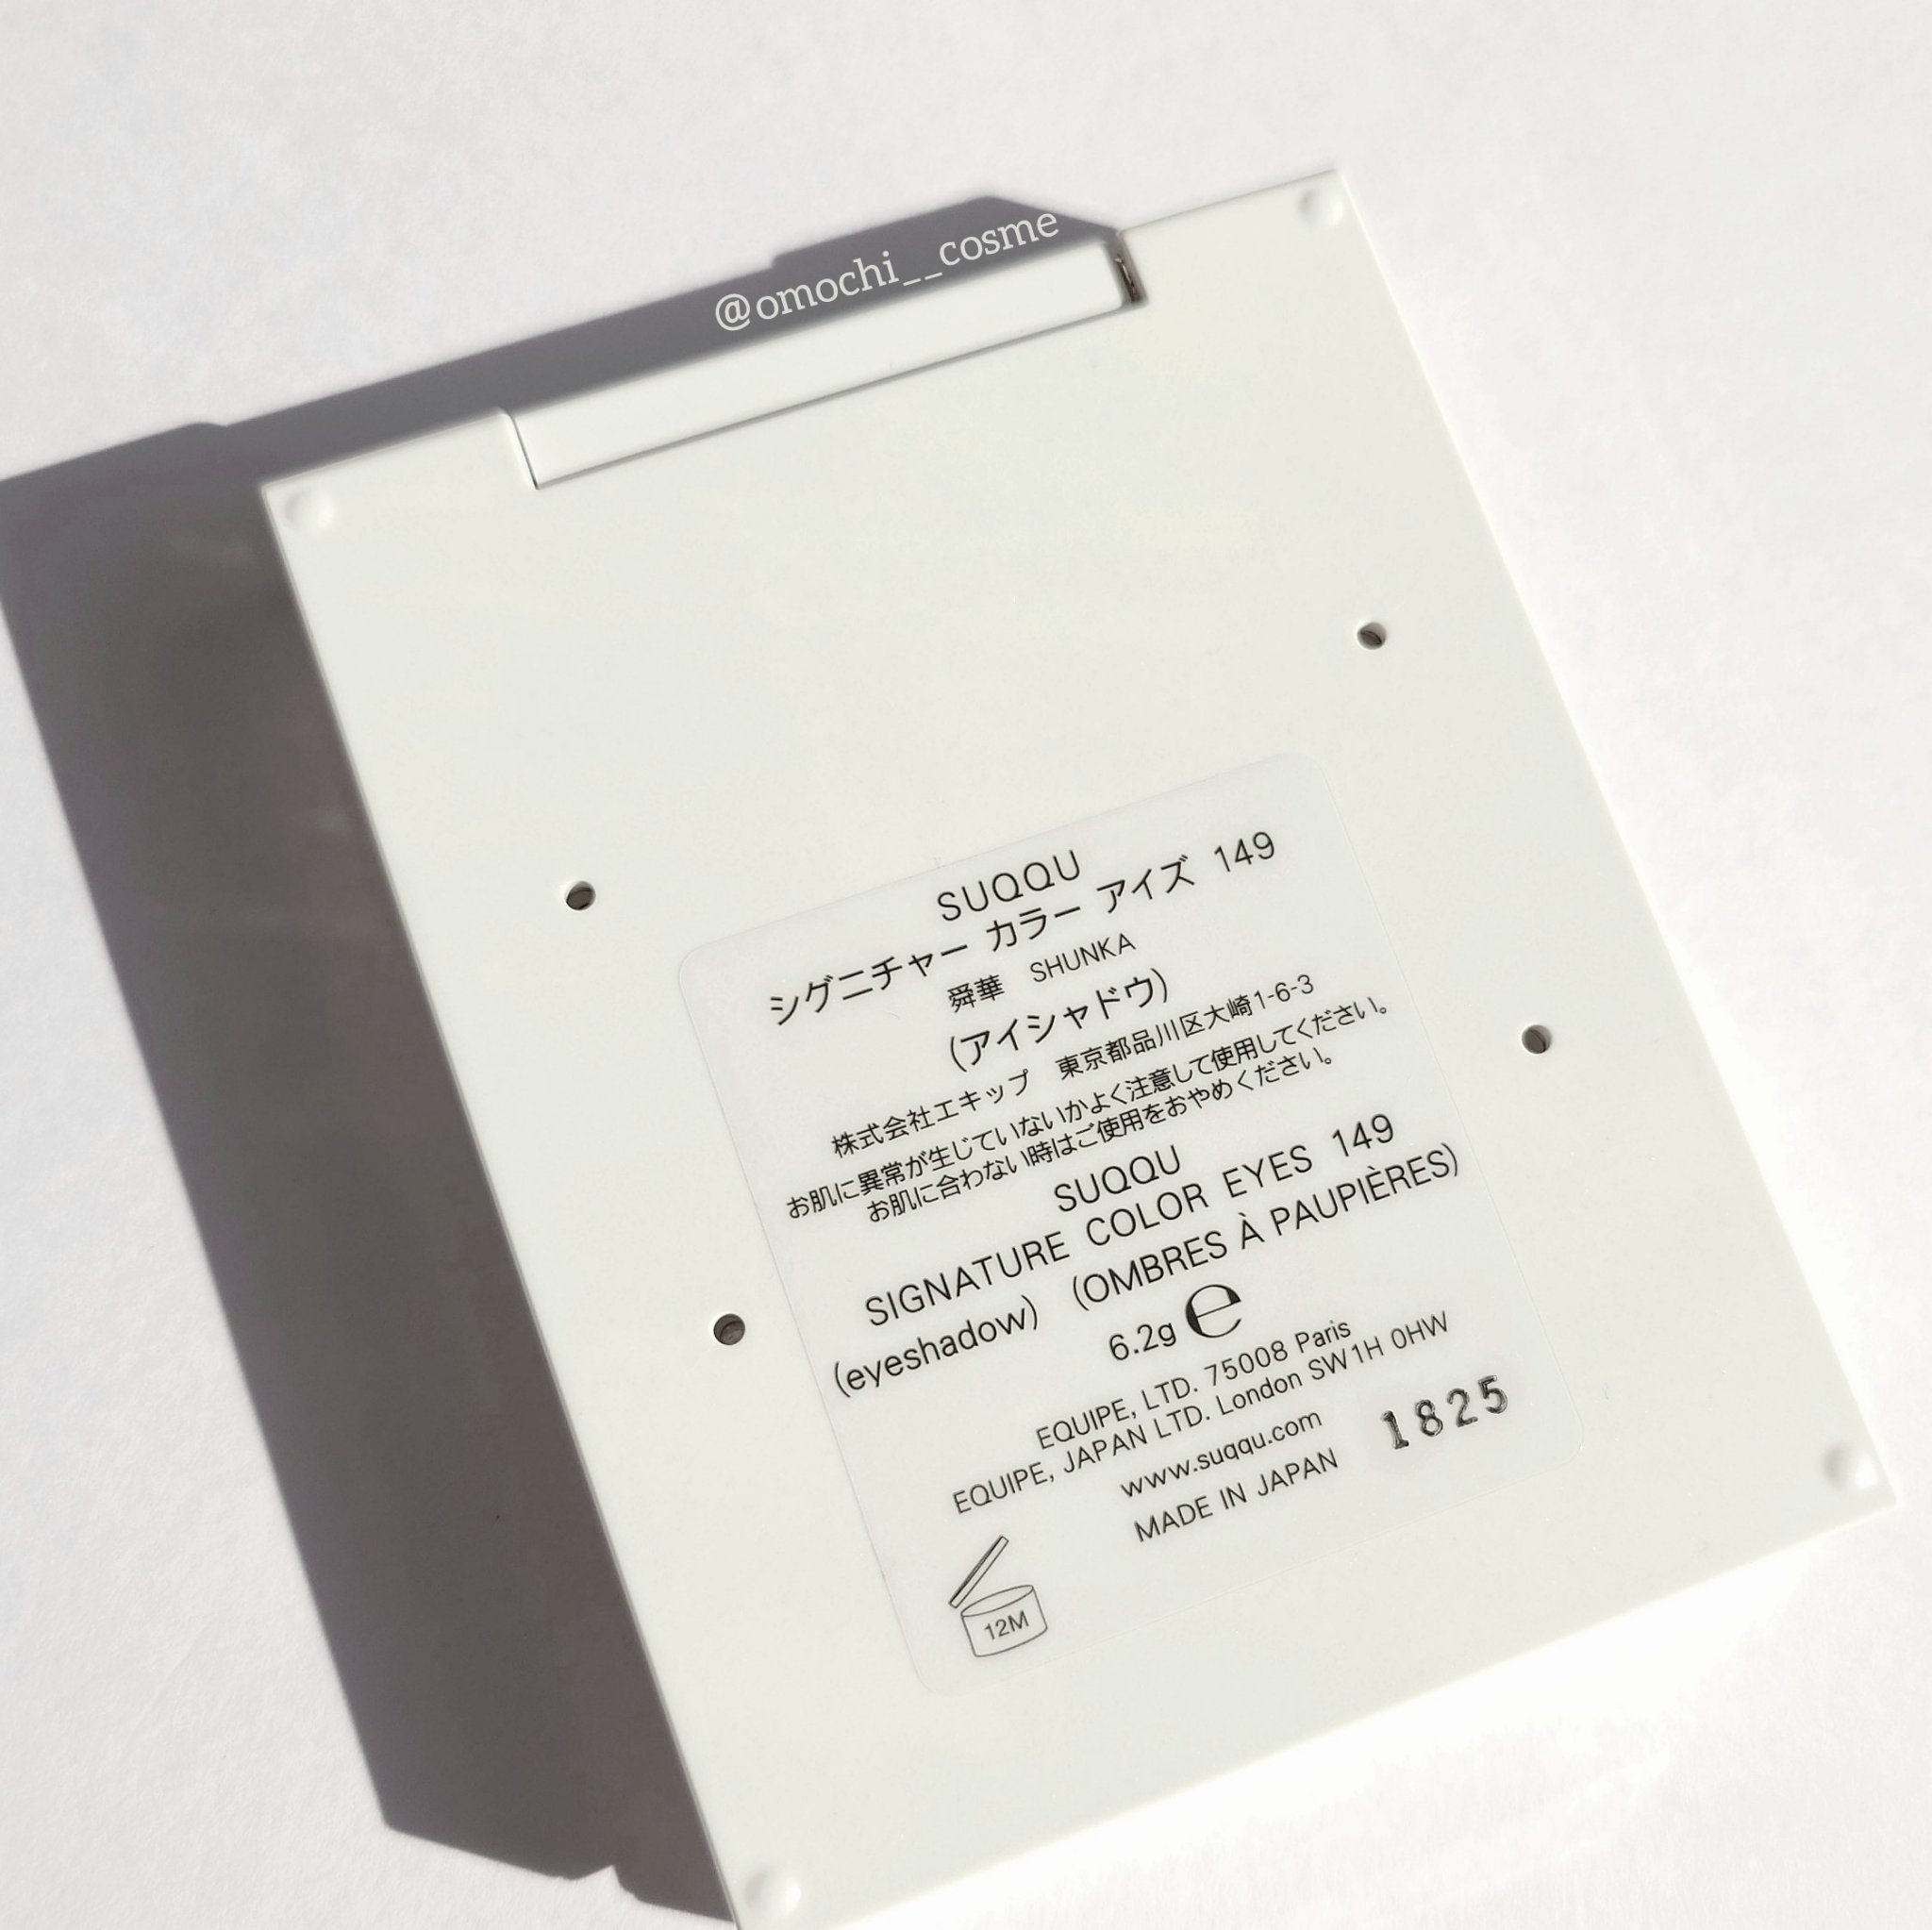 @omochi__cosme
SUQQU
シグニチャー カラー アイズ 149
舜華 SHUNKA
(アイシャドウ)
株式会社エキップ 東京都品川区大崎1-6-3
お肌に異常が生じていないかよく注意して使用してください。
お肌に合わない時はご使用をおやめください。
SUQQU
SIGNATURE COLOR EYES 149
(eyeshadow) (OMBRES À PAUPIÈRES)
6.2g ℮
EQUIPE, LTD. 75008 Paris
EQUIPE, JAPAN LTD. London SW1H 0HW
www.suqqu.com
MADE IN JAPAN 1825
12M